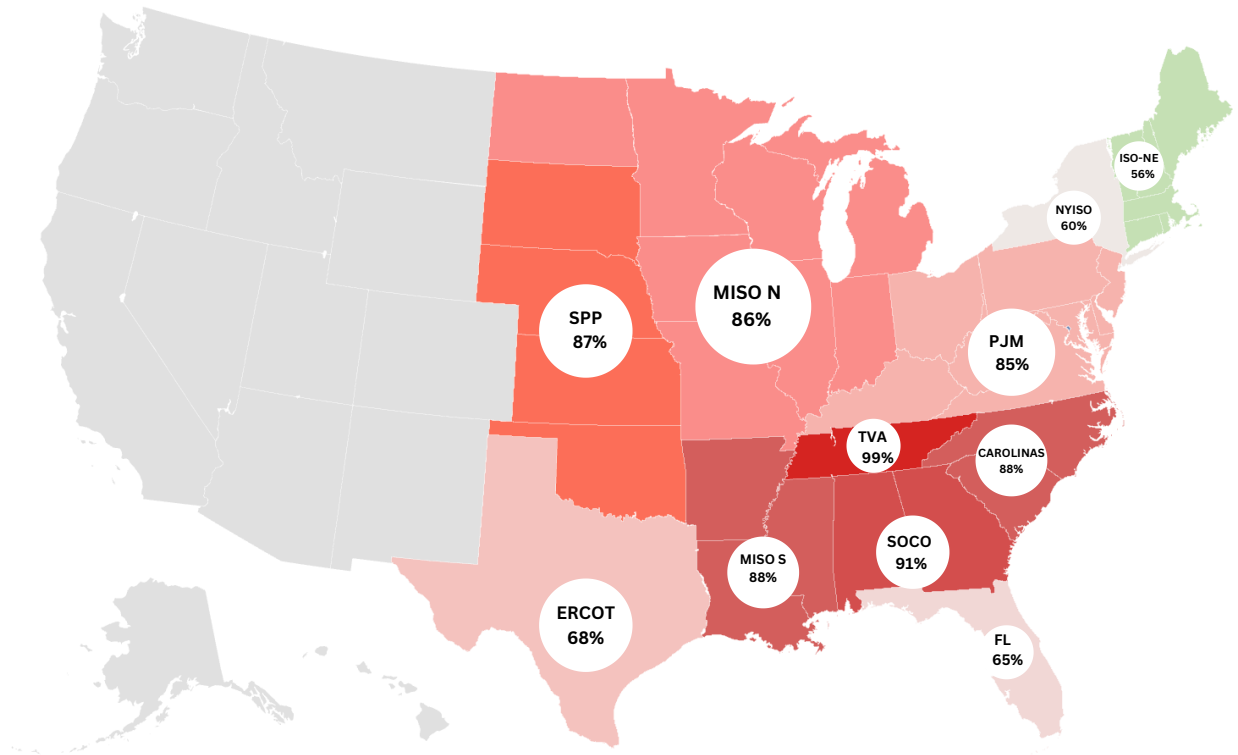 ISO-NE
56%
NYISO
60%
MISO N
86%
SPP
87%
PJM
85%
TVA
99%
CAROLINAS
88%
SOCO
91%
MISO S
88%
ERCOT
68%
FL
65%